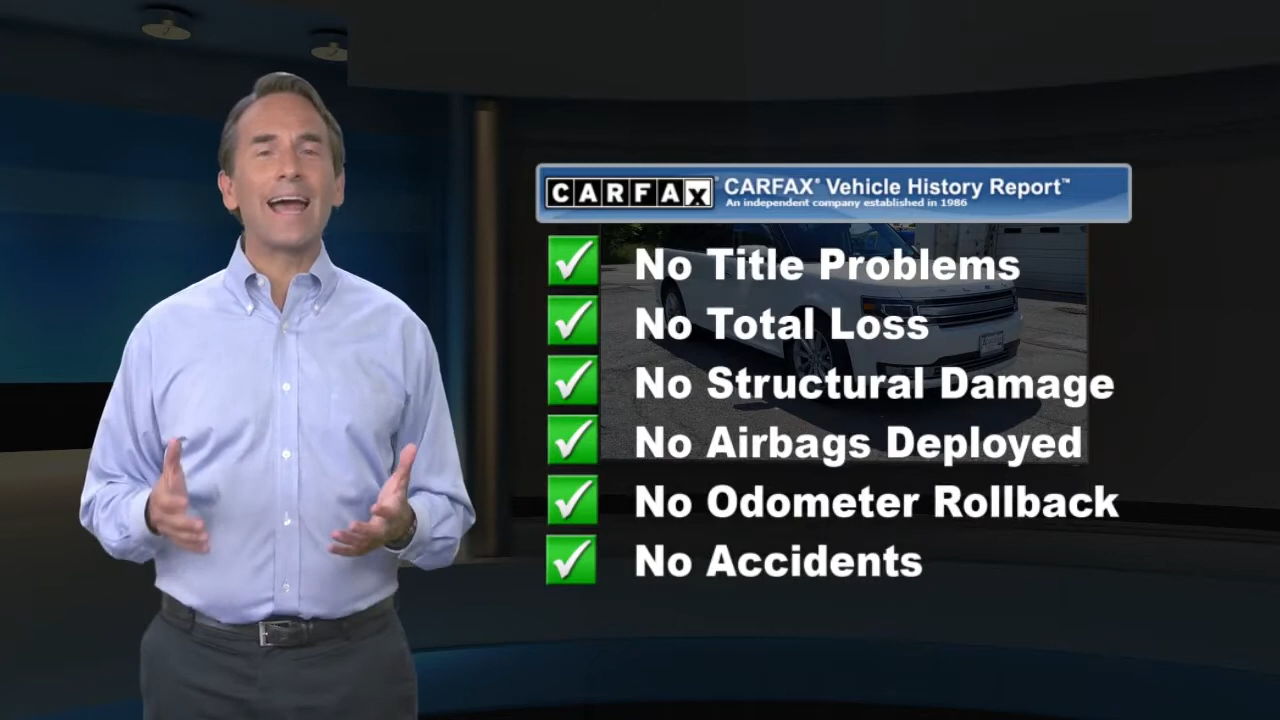 CARFAX® CARFAX® Vehicle History Report™
An independent company established in 1986
No Title Problems
No Total Loss
No Structural Damage
No Airbags Deployed
No Odometer Rollback
No Accidents